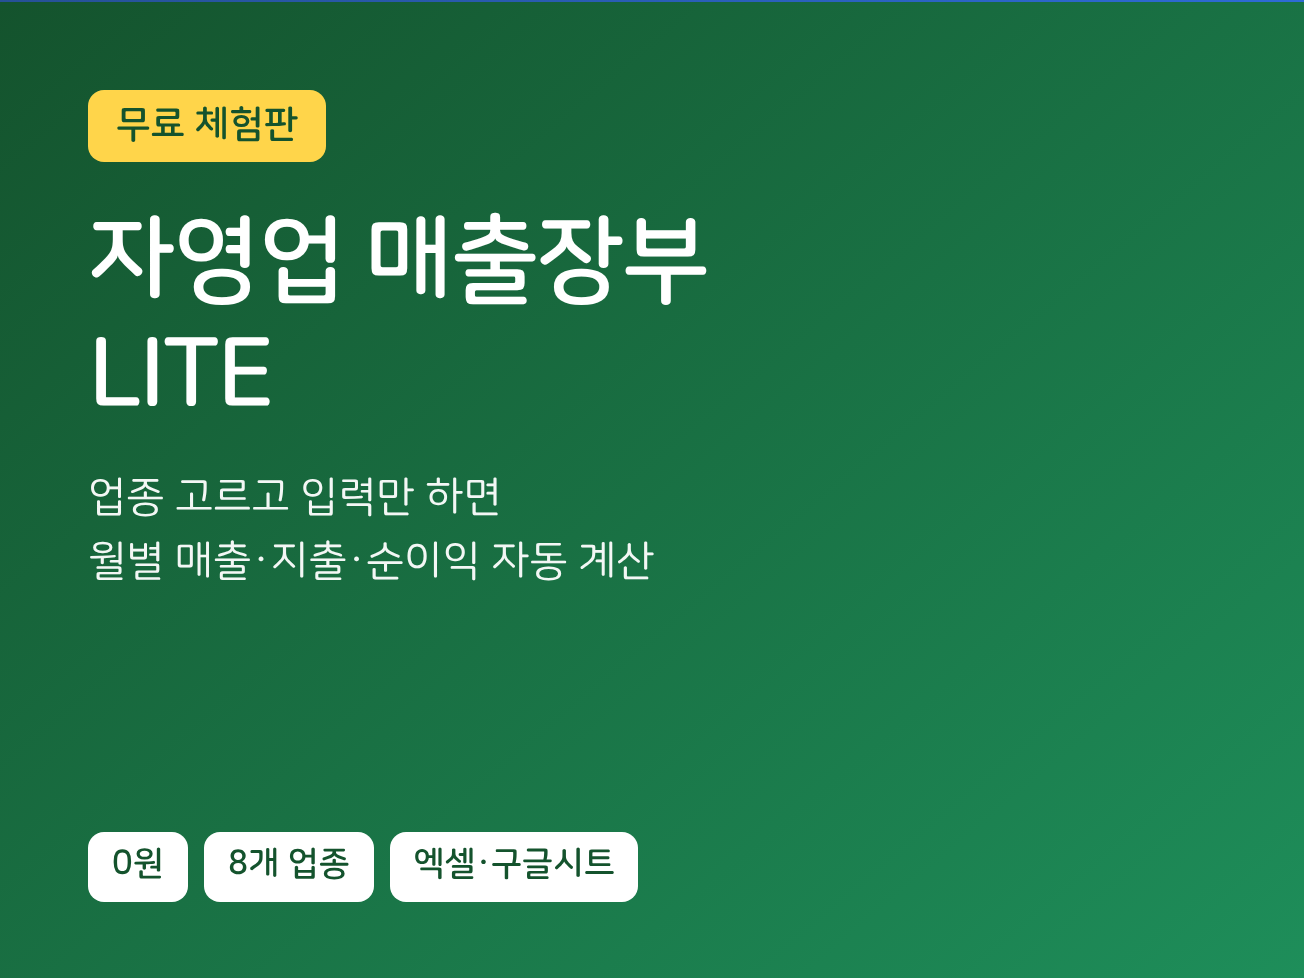 무료 체험판
자영업 매출장부
LITE
업종 고르고 입력만 하면
월별 매출·지출·순이익 자동 계산
0원
8개 업종
엑셀·구글시트